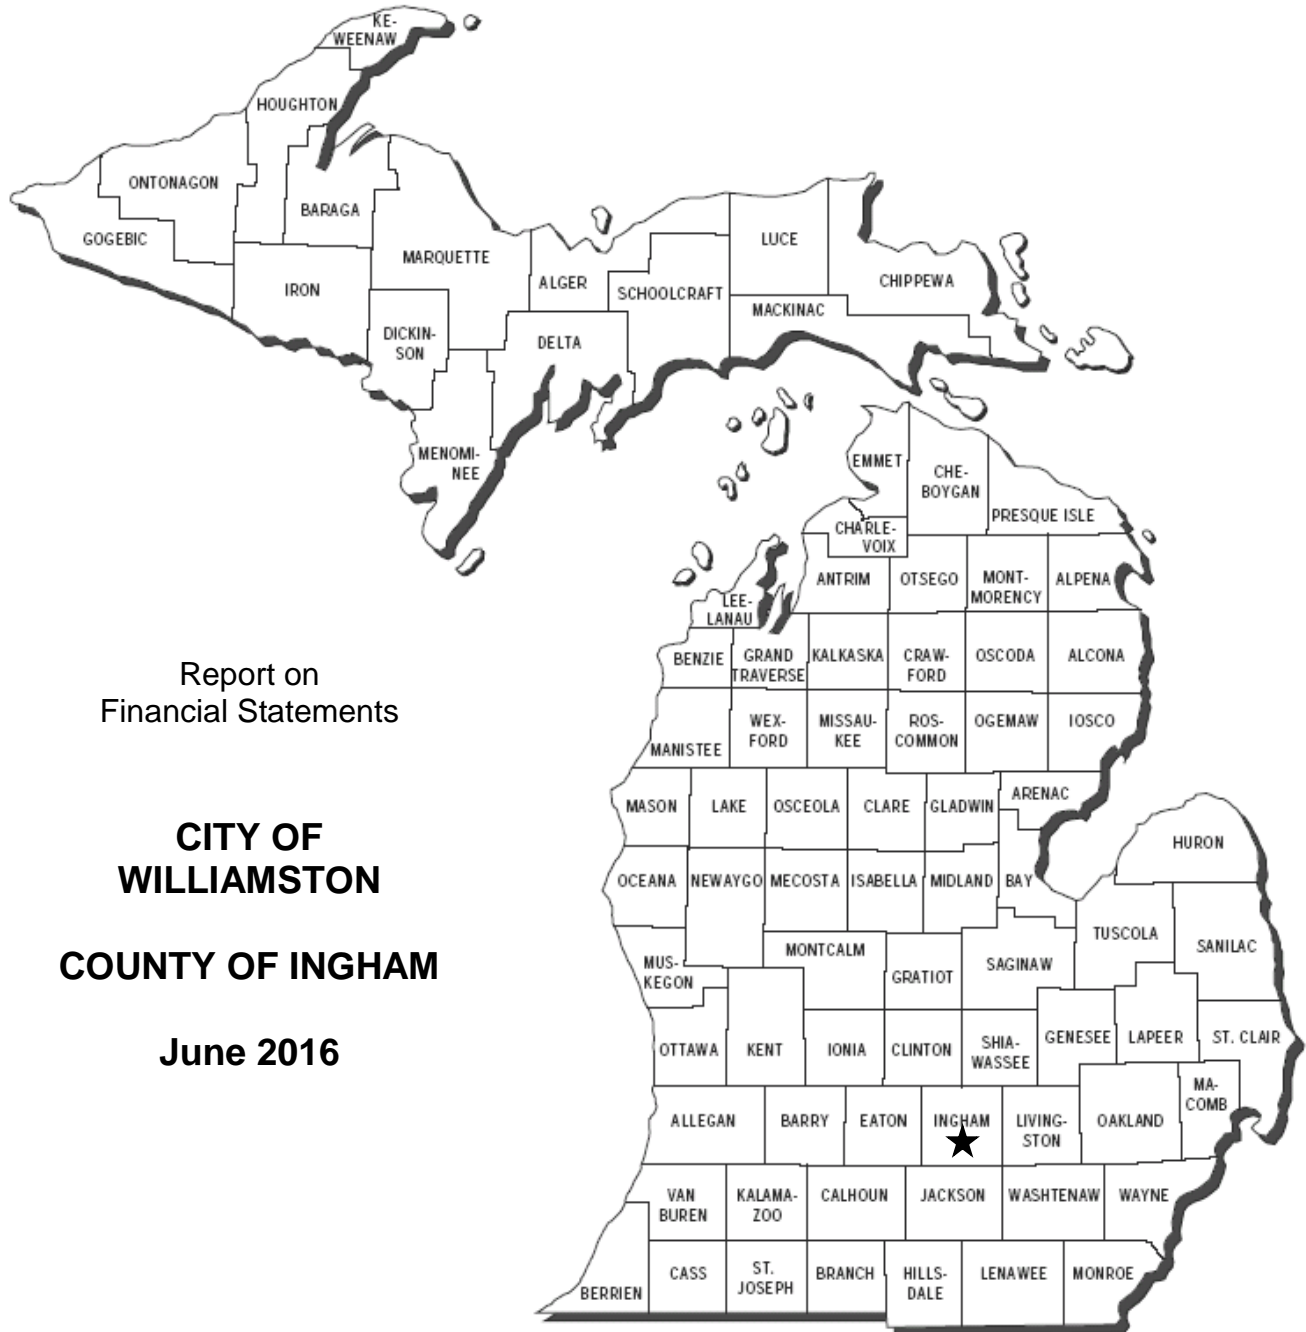 KE-
WEENAW
HOUGHTON
ONTONAGON
BARAGA
GOGEBIC
MARQUETTE
LUCE
IRON
ALGER
SCHOOLCRAFT
CHIPPEWA
MACKINAC
DICKIN-
SON
DELTA
MENOMI-
NEE
EMMET
CHE-
BOYGAN
PRESQUE ISLE
CHARLE-
VOIX
ANTRIM
OTSEGO
MONT-
MORENCY
ALPENA
LEE-
LANAU
BENZIE
GRAND
TRAVERSE
KALKASKA
CRAW-
FORD
OSCODA
ALCONA
MANISTEE
WEX-
FORD
MISSAU-
KEE
ROS-
COMMON
OGEMAW
IOSCO
MASON
LAKE
OSCEOLA
CLARE
GLADWIN
ARENAC
HURON
OCEANA
NEWAYGO
MECOSTA
ISABELLA
MIDLAND
BAY
TUSCOLA
SANILAC
MUS-
KEGON
MONTCALM
GRATIOT
SAGINAW
OTTAWA
KENT
IONIA
CLINTON
SHIA-
WASSEE
GENESEE
LAPEER
ST. CLAIR
ALLEGAN
BARRY
EATON
INGHAM
LIVING-
STON
OAKLAND
MA-
COMB
VAN
BUREN
KALAMA-
ZOO
CALHOUN
JACKSON
WASHTENAW
WAYNE
BERRIEN
CASS
ST.
JOSEPH
BRANCH
HILLS-
DALE
LENAWEE
MONROE
Report on
Financial Statements
CITY OF
WILLIAMSTON
COUNTY OF INGHAM
June 2016